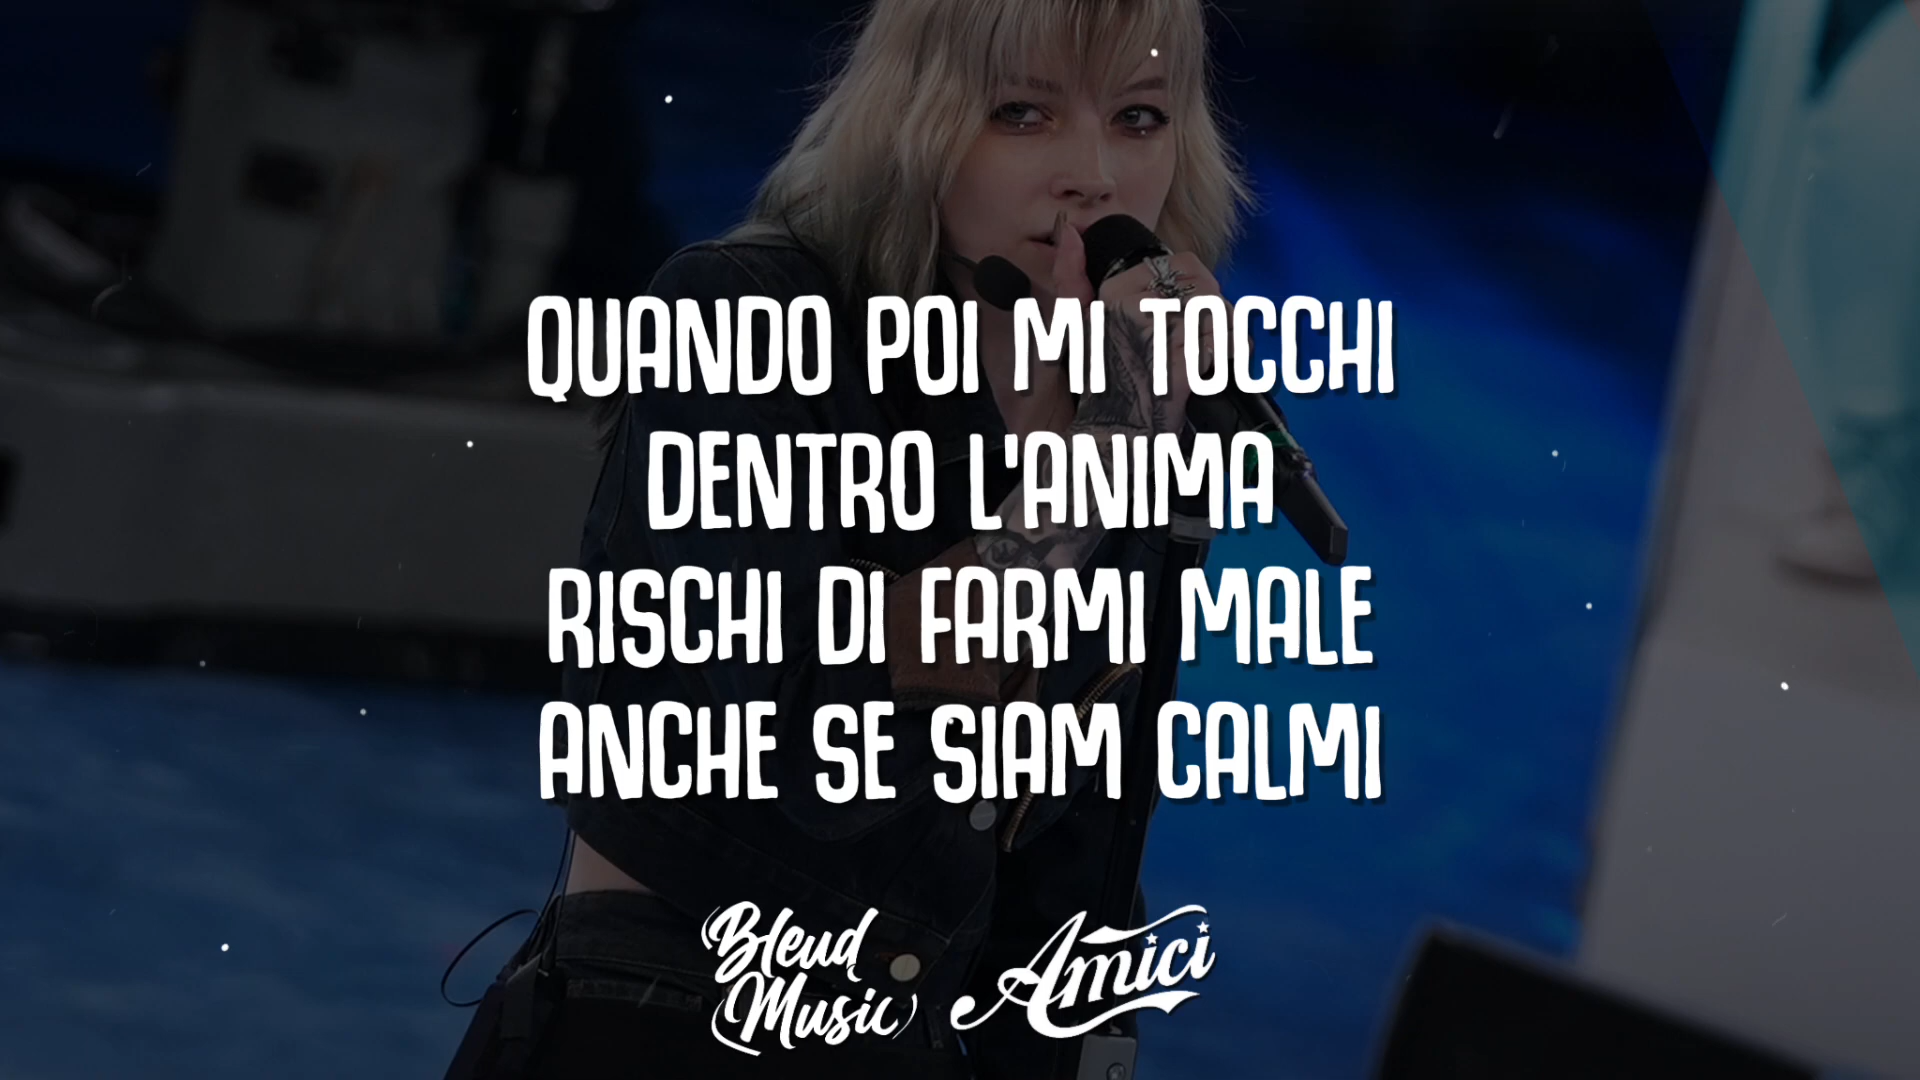 QUANDO POI MI TOCCHI
DENTRO L'ANIMA
RISCHI DI FARMI MALE
ANCHE SE SIAM CALMI
Bleud Music
Amici